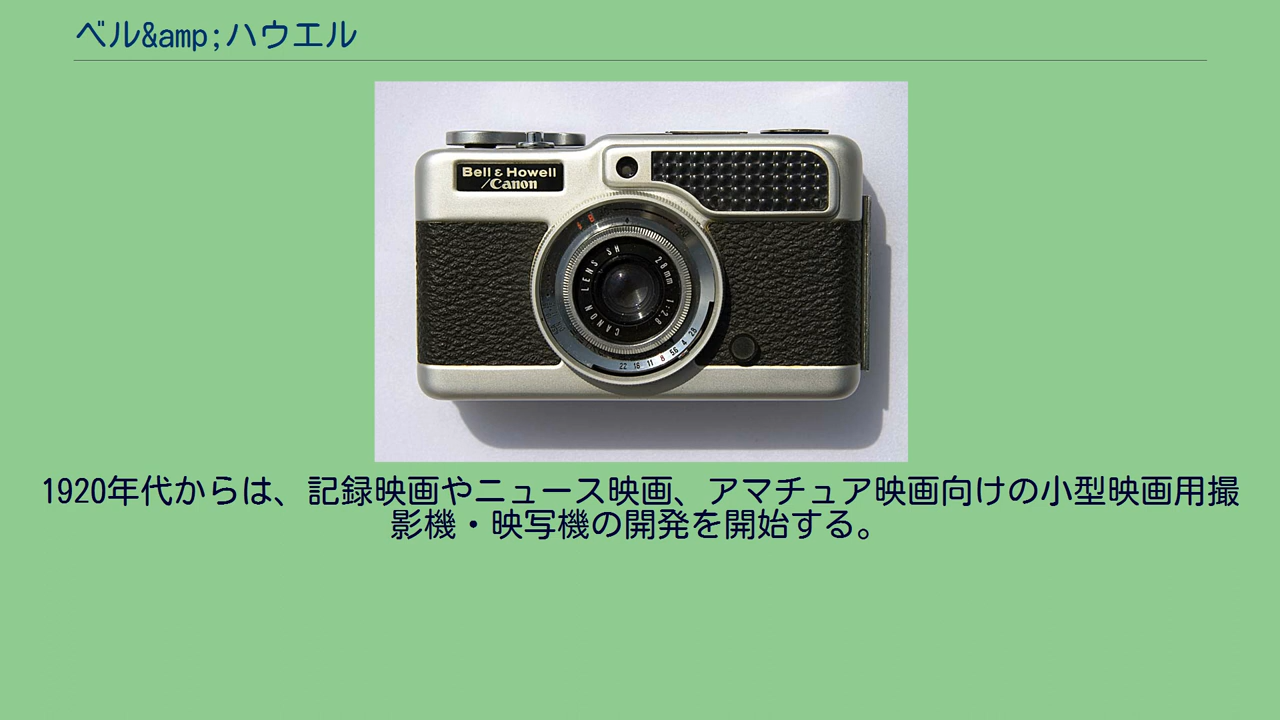 ベル&amp;ハウエル
Bell & Howell
/Canon
CANON LENS SH 28mm 1:2.8
22 16 11 8 5.6 4 2.8
1920年代からは、記録映画やニュース映画、アマチュア映画向けの小型映画用撮
影機・映写機の開発を開始する。